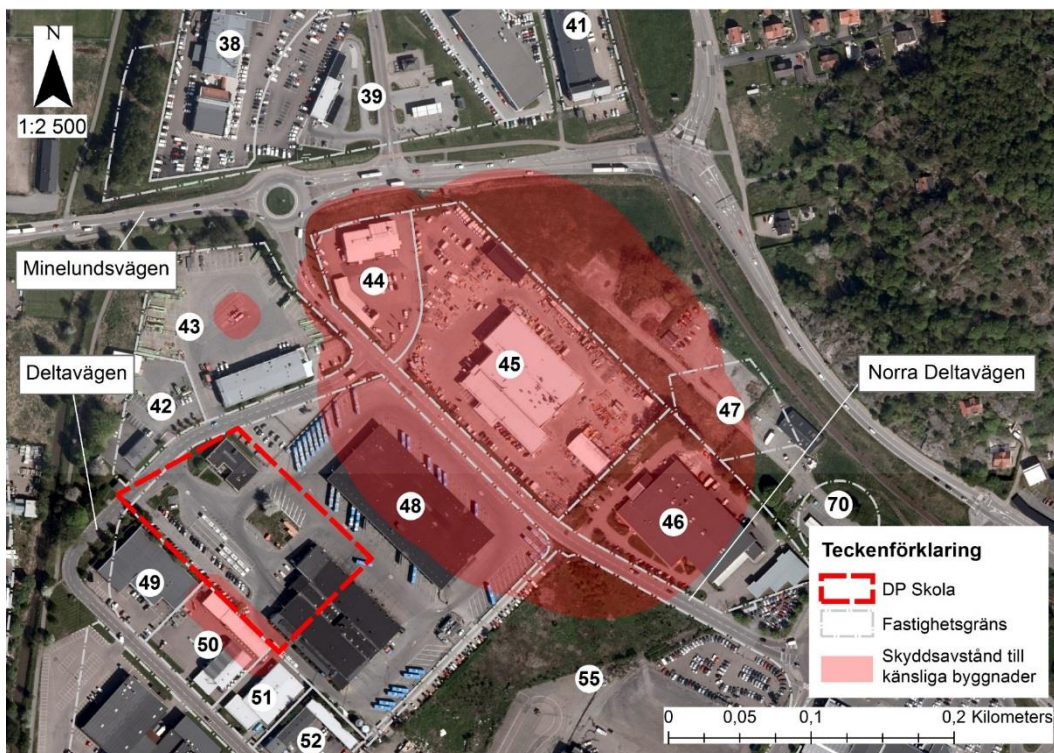 N
1:2 500
38
39
41
Minelundsvägen
44
43
45
Deltavägen
Norra Deltavägen
42
47
48
46
70
49
50
51
55
52
Teckenförklaring
DP Skola
Fastighetsgräns
Skyddsavstånd till
känsliga byggnader
0 0,05 0,1 0,2 Kilometers